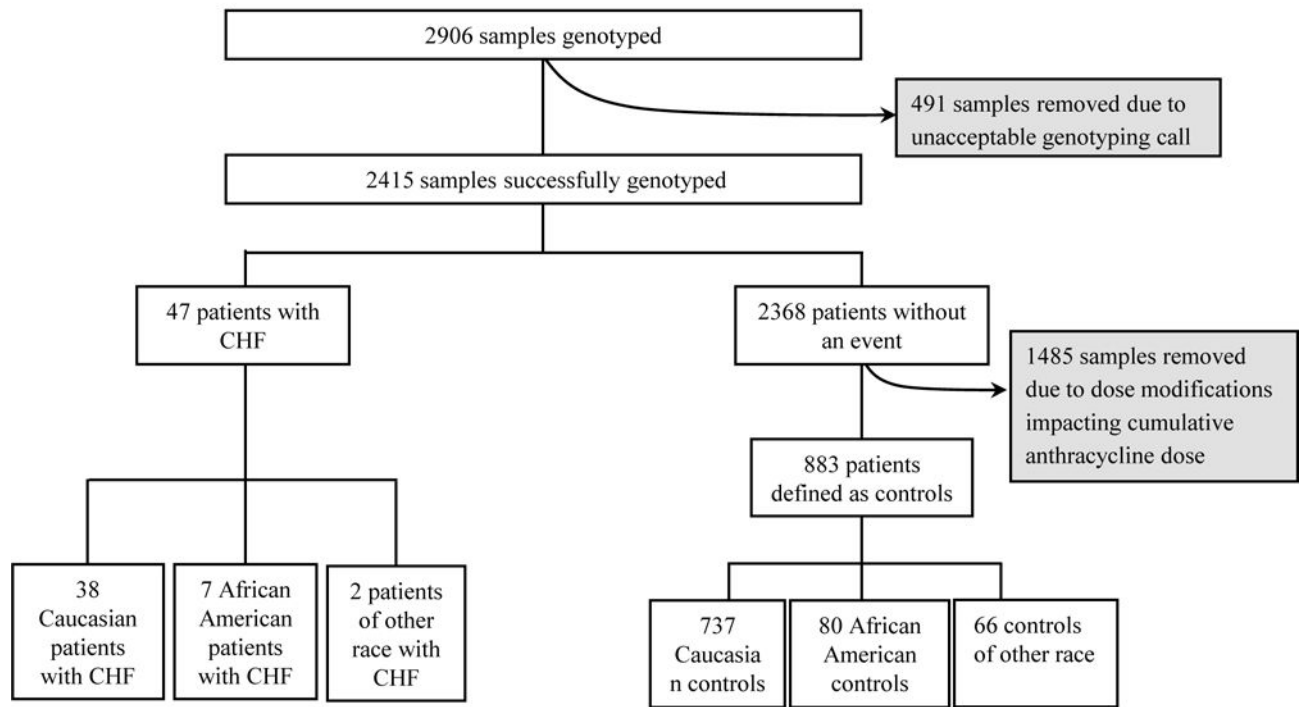 2906 samples genotyped
491 samples removed due to
unacceptable genotyping call
2415 samples successfully genotyped
47 patients with
CHF
2368 patients without
an event
1485 samples removed
due to dose modifications
impacting cumulative
anthracycline dose
883 patients
defined as controls
38
Caucasian
patients
with CHF
7 African
American
patients
with CHF
2 patients
of other
race with
CHF
737
Caucasia
n controls
80 African
American
controls
66 controls
of other race